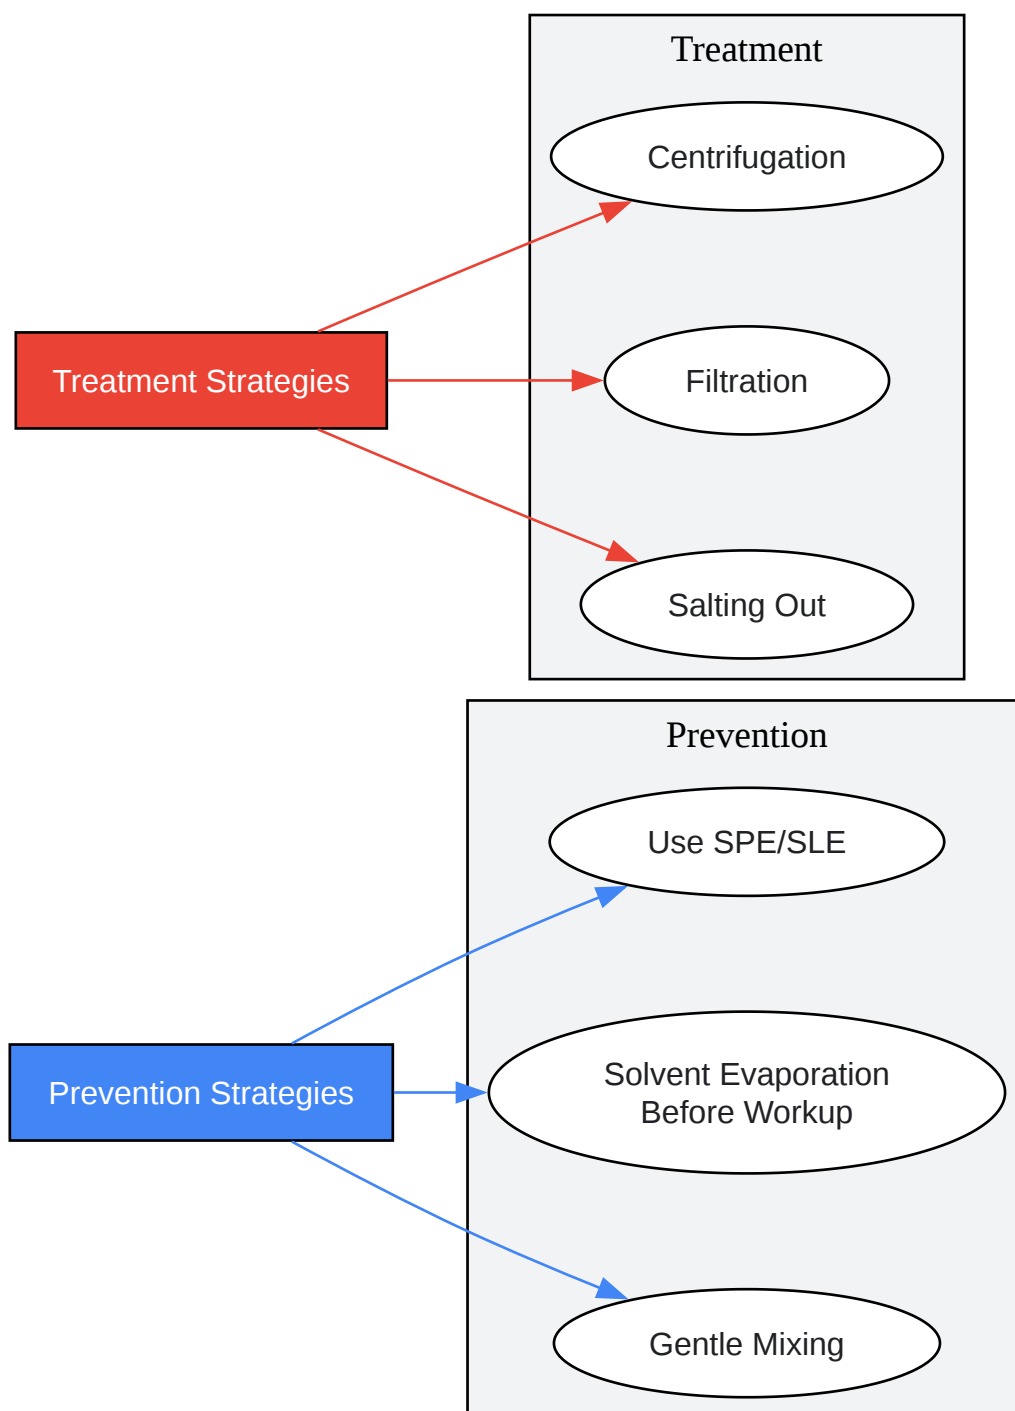 Treatment
Centrifugation
Treatment Strategies
Filtration
Salting Out
Prevention
Use SPE/SLE
Prevention Strategies
Solvent Evaporation
Before Workup
Gentle Mixing